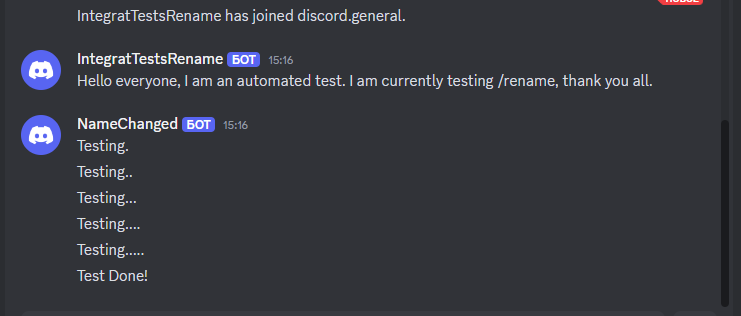 IntegratTestsRename has joined discord.general.
IntegratTestsRename БОТ 15:16
Hello everyone, I am an automated test. I am currently testing /rename, thank you all.
NameChanged БОТ 15:16
Testing.
Testing..
Testing...
Testing....
Testing.....
Test Done!